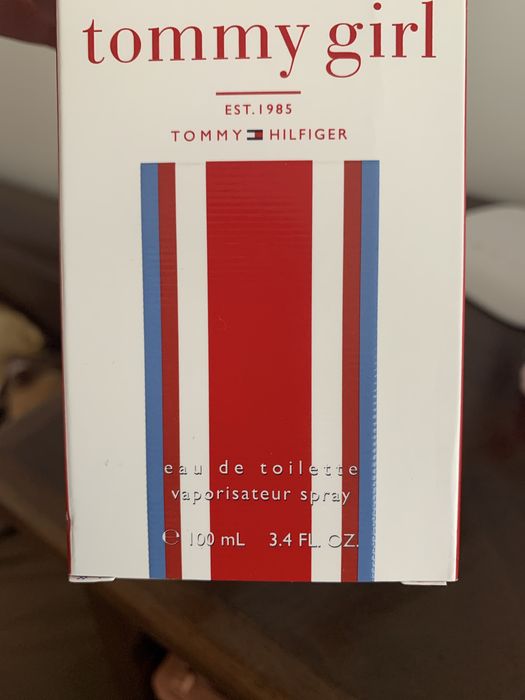 tommy girl
EST.1985
TOMMY HILFIGER
eau de toilette
vaporisateur spray
℮ 100 mL 3.4 FL. OZ.